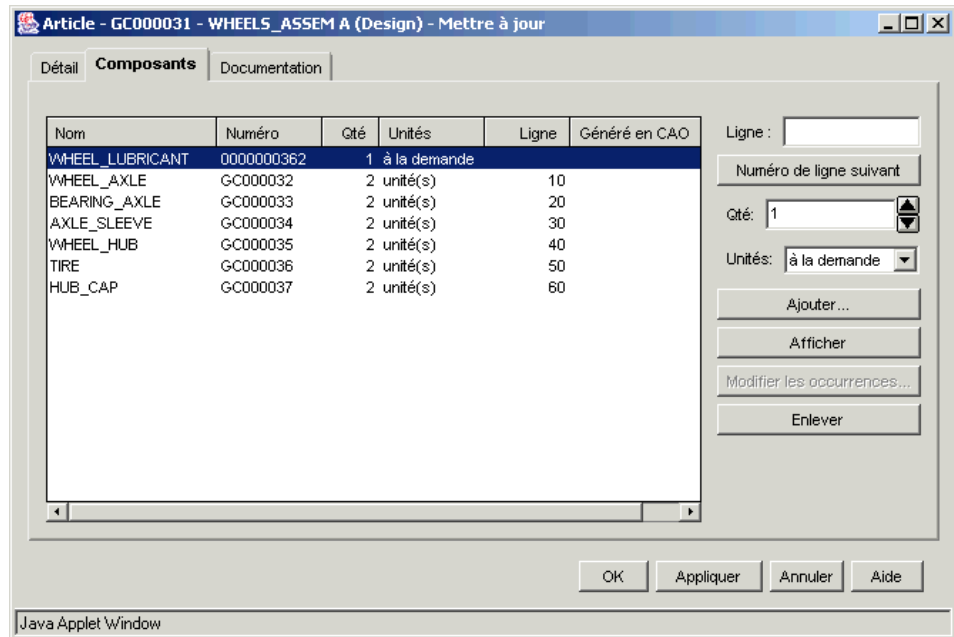 Article - GC000031 - WHEELS_ASSEM A (Design) - Mettre à jour
Détail Composants Documentation
Nom Numéro Qté Unités Ligne Généré en CAO
WHEEL_LUBRICANT 0000000362 1 à la demande
WHEEL_AXLE GC000032 2 unité(s) 10
BEARING_AXLE GC000033 2 unité(s) 20
AXLE_SLEEVE GC000034 2 unité(s) 30
WHEEL_HUB GC000035 2 unité(s) 40
TIRE GC000036 2 unité(s) 50
HUB_CAP GC000037 2 unité(s) 60
Ligne :
Numéro de ligne suivant
Qté: 1
Unités: à la demande
Ajouter...
Afficher
Modifier les occurrences...
Enlever
OK Appliquer Annuler Aide
Java Applet Window